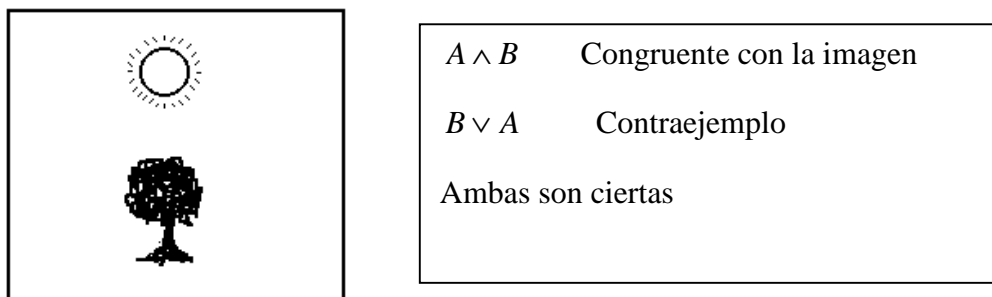 A ∧ B Congruente con la imagen
B ∨ A Contraejemplo
Ambas son ciertas